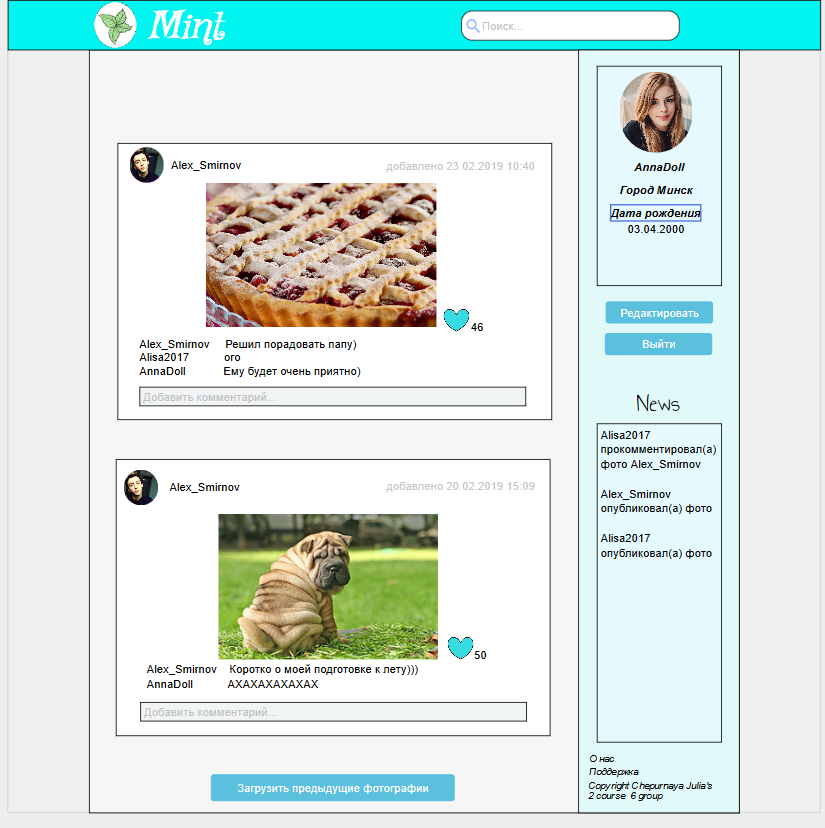 Mint
Поиск...
Alex_Smirnov
добавлено 23.02.2019 10:40
46
Alex_Smirnov Решил порадовать папу)
Alisa2017 ого
AnnaDoll Ему будет очень приятно)
Добавить комментарий...
Alex_Smirnov
добавлено 20.02.2019 15:09
50
Alex_Smirnov Коротко о моей подготовке к лету)))
AnnaDoll АХАХАХАХАХАХ
Добавить комментарий...
Загрузить предыдущие фотографии
AnnaDoll
Город Минск
Дата рождения
03.04.2000
Редактировать
Выйти
News
Alisa2017
прокомментировал(а)
фото Alex_Smirnov
Alex_Smirnov
опубликовал(а) фото
Alisa2017
опубликовал(а) фото
О нас
Поддержка
Copyright Chepurnaya Julia's
2 course 6 group